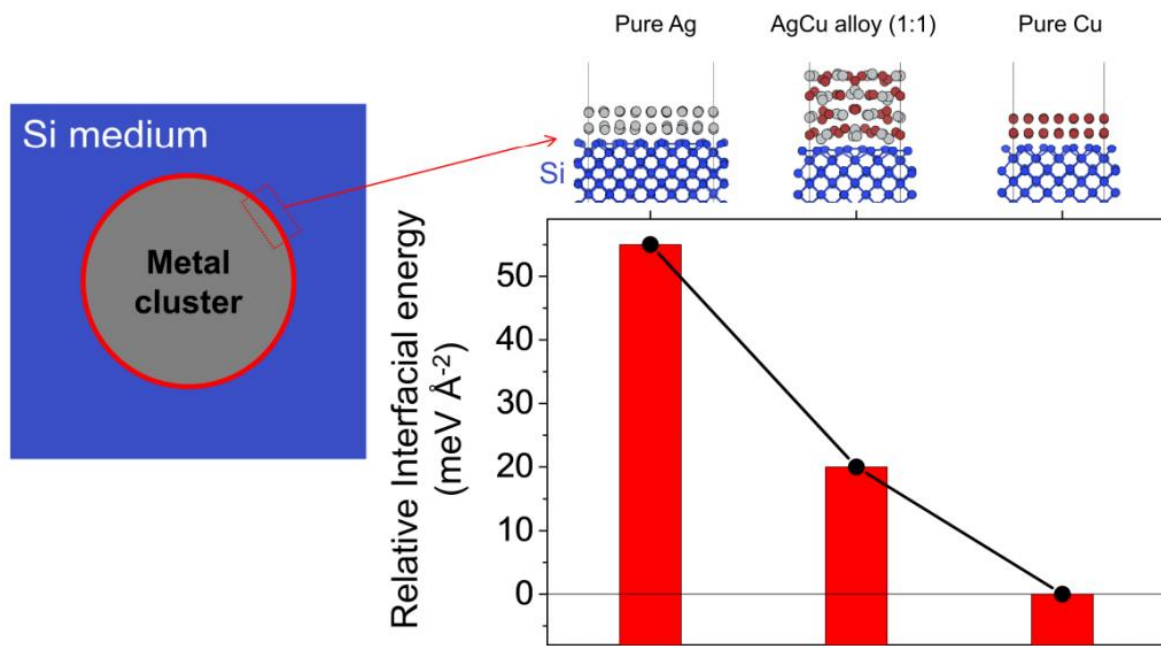 Pure Ag
AgCu alloy (1:1)
Pure Cu
Si medium
Si
Metal
cluster
Relative Interfacial energy
(meV Å⁻²)
50
40
30
20
10
0